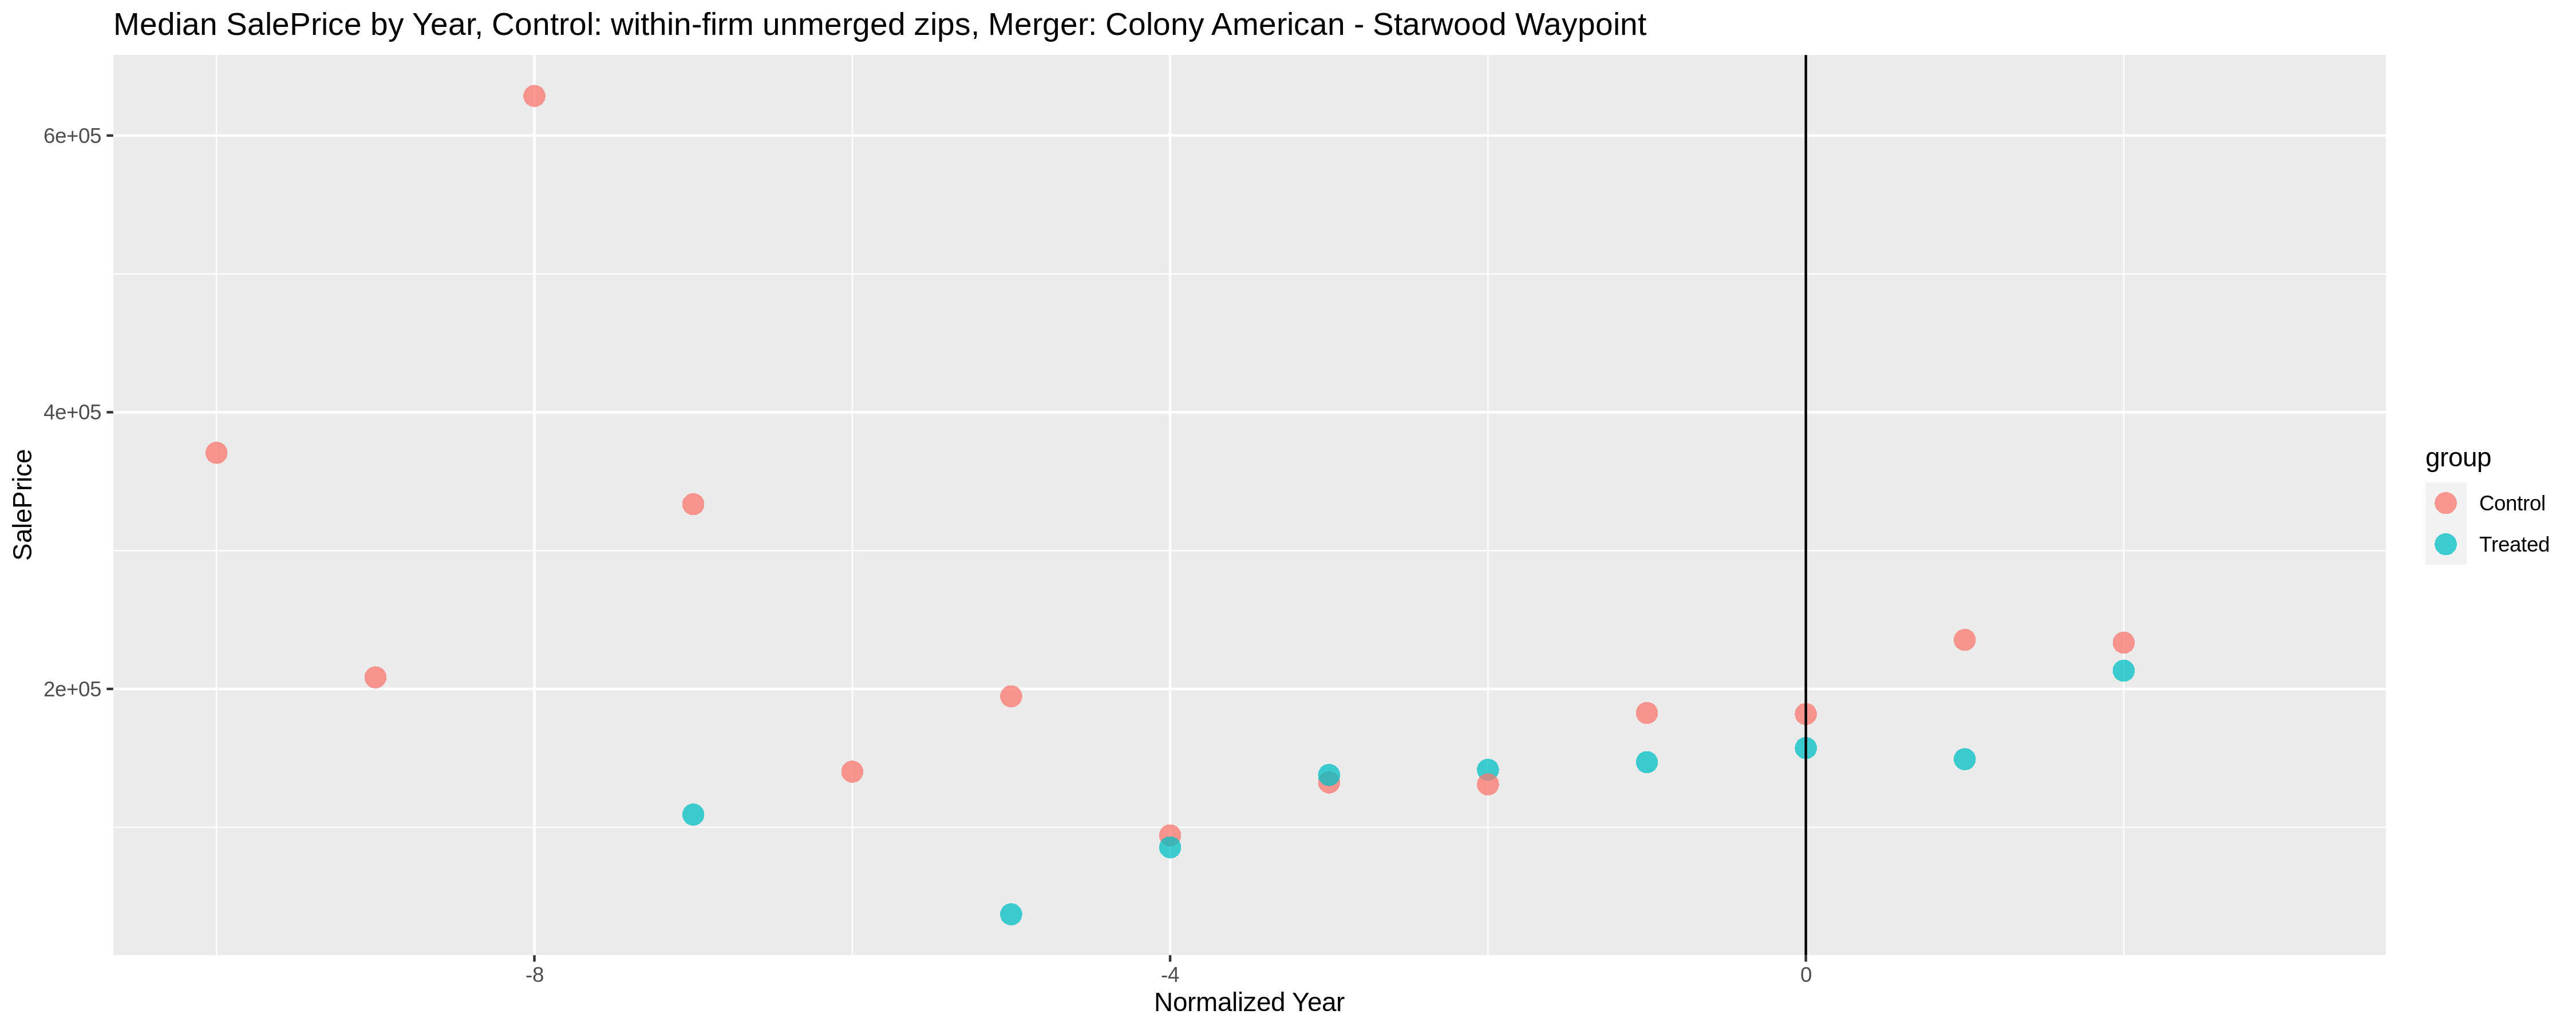 Median SalePrice by Year, Control: within-firm unmerged zips, Merger: Colony American - Starwood Waypoint
6e+05
4e+05
2e+05
SalePrice
-8
-4
0
Normalized Year
group
Control
Treated